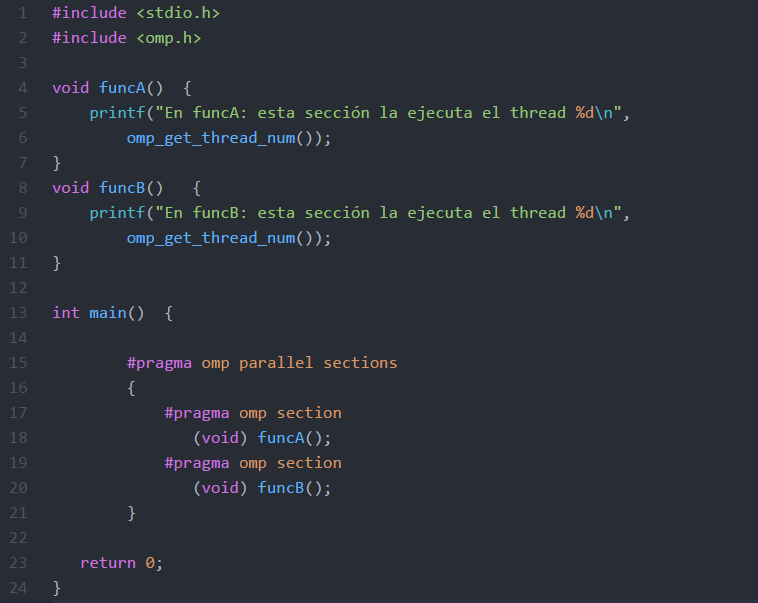 1 #include <stdio.h>
2 #include <omp.h>
3
4 void funcA()  {
5     printf("En funcA: esta sección la ejecuta el thread %d\n",
6         omp_get_thread_num());
7 }
8 void funcB()   {
9     printf("En funcB: esta sección la ejecuta el thread %d\n",
10         omp_get_thread_num());
11 }
12
13 int main()  {
14
15         #pragma omp parallel sections
16         {
17             #pragma omp section
18                (void) funcA();
19             #pragma omp section
20                (void) funcB();
21         }
22
23    return 0;
24 }